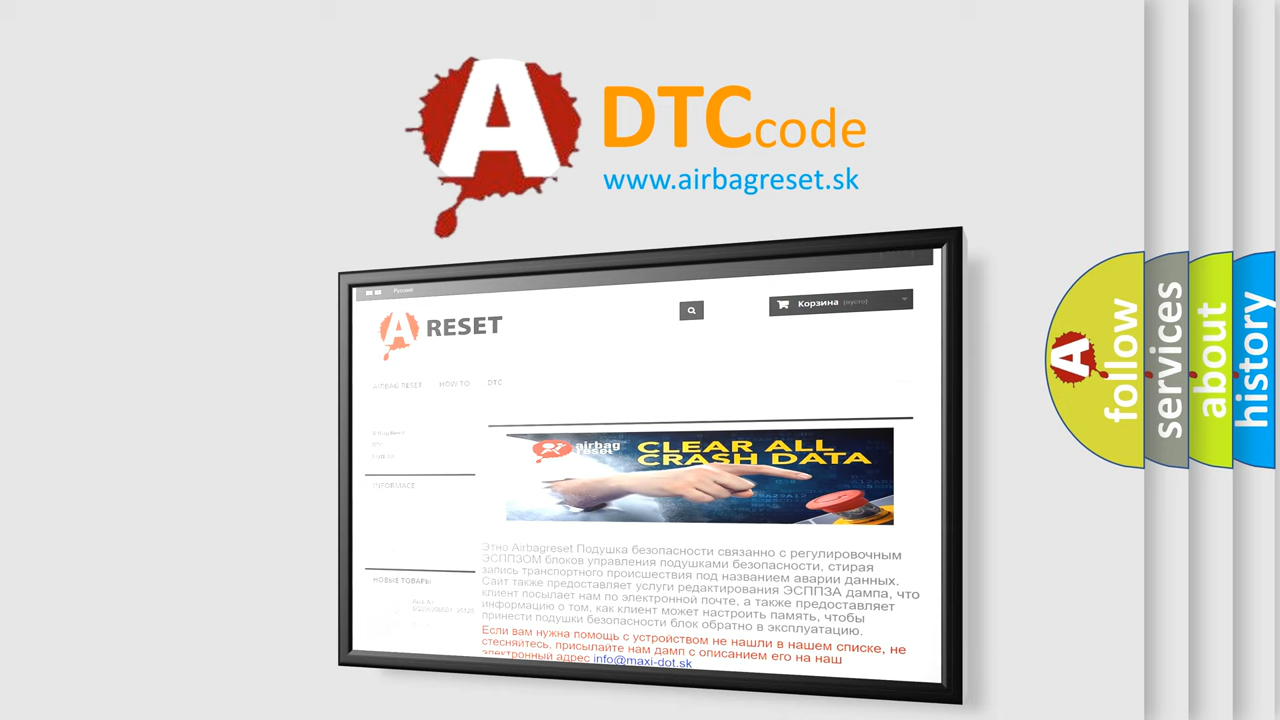 A DTC code
www.airbagreset.sk
Русский
Корзина (пусто)
A RESET
AIRBAG RESET HOW TO DTC
INFORMACE
airbag
reset
CLEAR ALL
CRASH DATA
Этно Airbagreset Подушка безопасности связанно с регулировочным
ЭСППЗОМ блоков управления подушками безопасности, стирая
запись транспортного происшествия под названием аварии данных.
Сайт также предоставляет услуги редактирования ЭСППЗА дампа, что
клиент посылает нам по электронной почте, а также предоставляет
информацию о том, как клиент может настроить память, чтобы
принести подушки безопасности блок обратно в эксплуатацию.
Если вам нужна помощь с устройством не нашли в нашем списке, не
стесняйтесь, присылайте нам дамп с описанием его на наш
электронный адрес info@maxi-dot.sk
НОВЫЕ ТОВАРЫ
A
follow
services
about
history